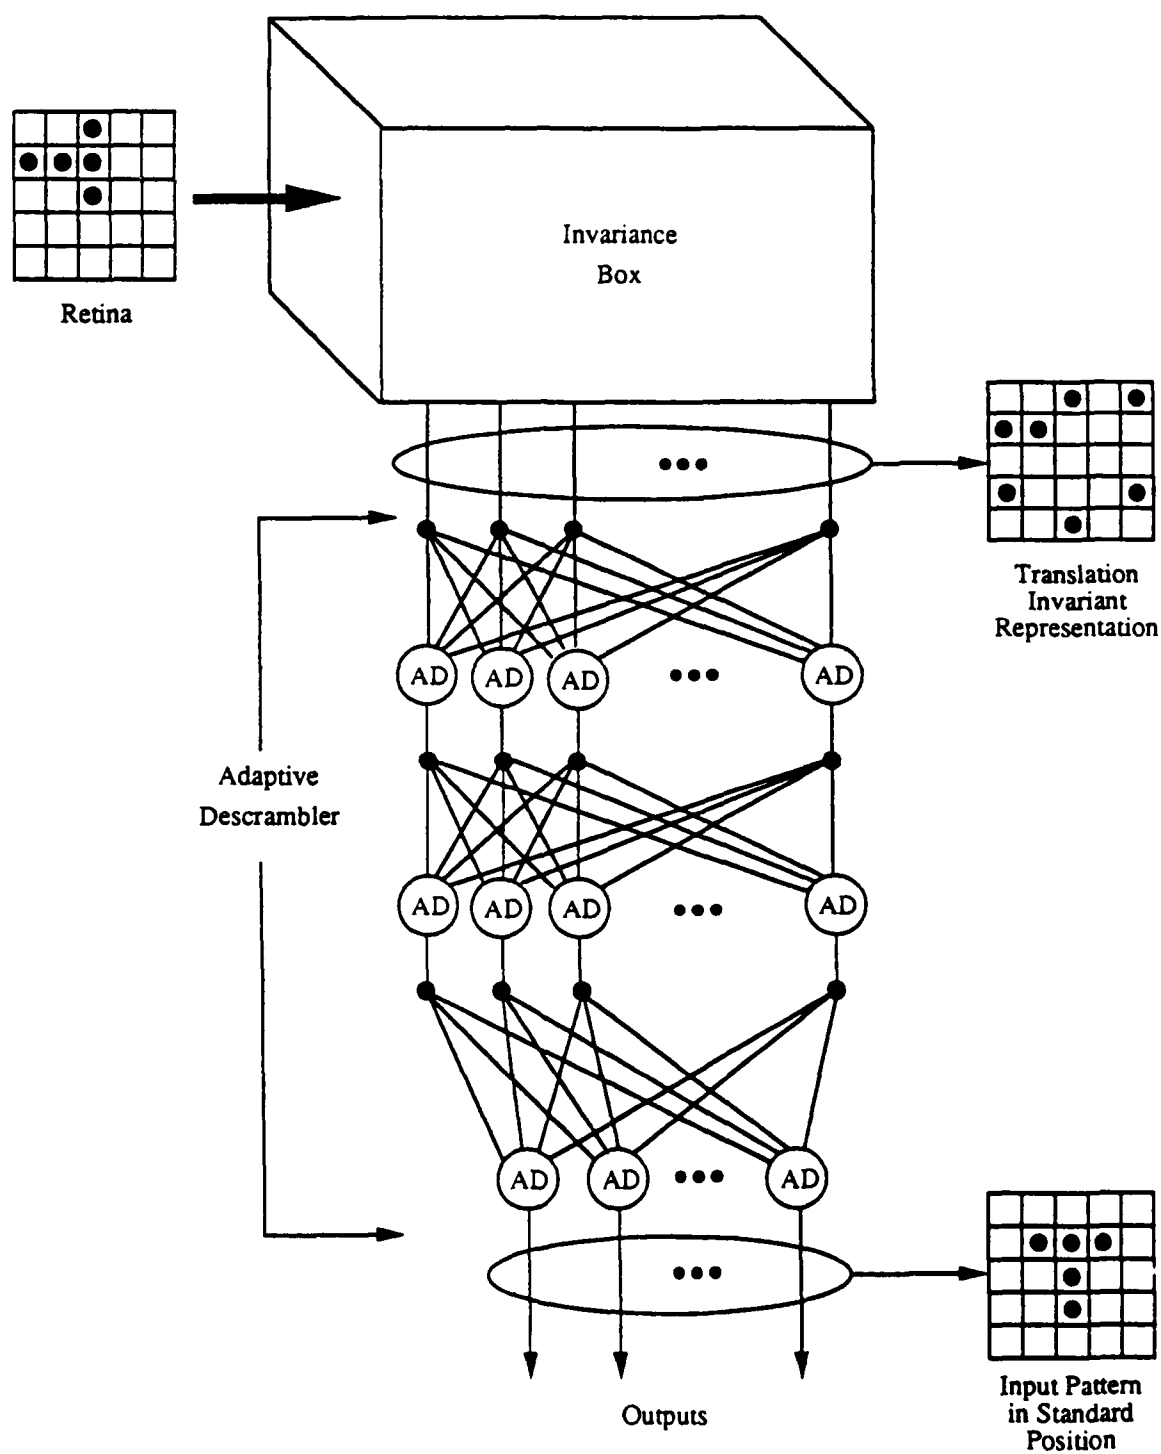 Invariance
Box
Retina
Translation
Invariant
Representation
AD AD AD AD
Adaptive
Descrambler
AD AD AD AD
AD AD AD
Outputs
Input Pattern
in Standard
Position